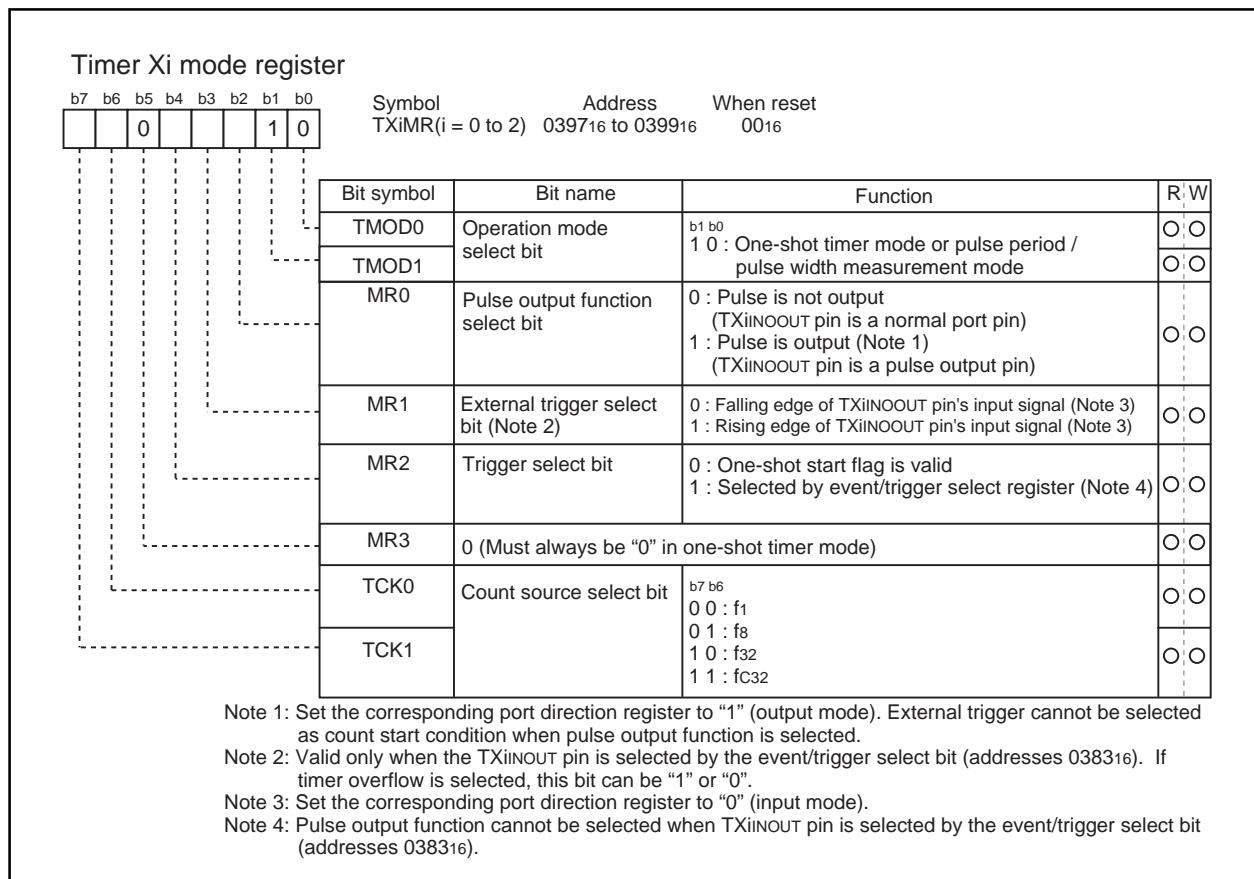 Timer Xi mode register
b7 b6 b5 b4 b3 b2 b1 b0
0 1 0
Symbol Address When reset
TXiMR(i = 0 to 2) 039716 to 039916 0016
Bit symbol Bit name Function R W
TMOD0 Operation mode
select bit
b1 b0
1 0 : One-shot timer mode or pulse period /
pulse width measurement mode
TMOD1
MR0 Pulse output function
select bit
0 : Pulse is not output
(TXiINOOUT pin is a normal port pin)
1 : Pulse is output (Note 1)
(TXiINOOUT pin is a pulse output pin)
MR1 External trigger select
bit (Note 2)
0 : Falling edge of TXiINOOUT pin's input signal (Note 3)
1 : Rising edge of TXiINOOUT pin's input signal (Note 3)
MR2 Trigger select bit
0 : One-shot start flag is valid
1 : Selected by event/trigger select register (Note 4)
MR3 0 (Must always be “0” in one-shot timer mode)
TCK0 Count source select bit
b7 b6
0 0 : f1
0 1 : f8
TCK1
1 0 : f32
1 1 : fC32
Note 1: Set the corresponding port direction register to “1” (output mode). External trigger cannot be selected
as count start condition when pulse output function is selected.
Note 2: Valid only when the TXiINOUT pin is selected by the event/trigger select bit (addresses 038316). If
timer overflow is selected, this bit can be “1” or “0”.
Note 3: Set the corresponding port direction register to “0” (input mode).
Note 4: Pulse output function cannot be selected when TXiINOUT pin is selected by the event/trigger select bit
(addresses 038316).